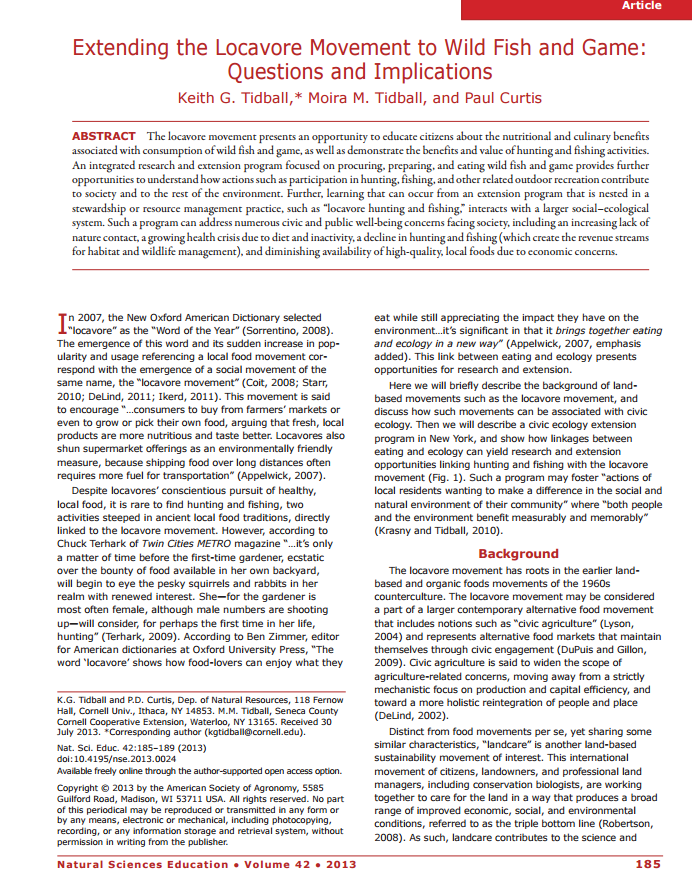 Article
Extending the Locavore Movement to Wild Fish and Game:
Questions and Implications
Keith G. Tidball,* Moira M. Tidball, and Paul Curtis
ABSTRACT The locavore movement presents an opportunity to educate citizens about the nutritional and culinary benefits
associated with consumption of wild fish and game, as well as demonstrate the benefits and value of hunting and fishing activities.
An integrated research and extension program focused on procuring, preparing, and eating wild fish and game provides further
opportunities to understand how actions such as participation in hunting, fishing, and other related outdoor recreation contribute
to society and to the rest of the environment. Further, learning that can occur from an extension program that is nested in a
stewardship or resource management practice, such as “locavore hunting and fishing,” interacts with a larger social–ecological
system. Such a program can address numerous civic and public well-being concerns facing society, including an increasing lack of
nature contact, a growing health crisis due to diet and inactivity, a decline in hunting and fishing (which create the revenue streams
for habitat and wildlife management), and diminishing availability of high-quality, local foods due to economic concerns.
In 2007, the New Oxford American Dictionary selected
“locavore” as the “Word of the Year” (Sorrentino, 2008).
The emergence of this word and its sudden increase in pop-
ularity and usage referencing a local food movement cor-
respond with the emergence of a social movement of the
same name, the “locavore movement” (Coit, 2008; Starr,
2010; DeLind, 2011; Ikerd, 2011). This movement is said
to encourage “…consumers to buy from farmers’ markets or
even to grow or pick their own food, arguing that fresh, local
products are more nutritious and taste better. Locavores also
shun supermarket offerings as an environmentally friendly
measure, because shipping food over long distances often
requires more fuel for transportation” (Appelwick, 2007).
Despite locavores’ conscientious pursuit of healthy,
local food, it is rare to find hunting and fishing, two
activities steeped in ancient local food traditions, directly
linked to the locavore movement. However, according to
Chuck Terhark of Twin Cities METRO magazine “…it’s only
a matter of time before the first-time gardener, ecstatic
over the bounty of food available in her own backyard,
will begin to eye the pesky squirrels and rabbits in her
realm with renewed interest. She—for the gardener is
most often female, although male numbers are shooting
up—will consider, for perhaps the first time in her life,
hunting” (Terhark, 2009). According to Ben Zimmer, editor
for American dictionaries at Oxford University Press, “The
word ‘locavore’ shows how food-lovers can enjoy what they
K.G. Tidball and P.D. Curtis, Dep. of Natural Resources, 118 Fernow
Hall, Cornell Univ., Ithaca, NY 14853. M.M. Tidball, Seneca County
Cornell Cooperative Extension, Waterloo, NY 13165. Received 30
July 2013. *Corresponding author (kgtidball@cornell.edu).
Nat. Sci. Educ. 42:185–189 (2013)
doi:10.4195/nse.2013.0024
Available freely online through the author-supported open access option.
Copyright © 2013 by the American Society of Agronomy, 5585
Guilford Road, Madison, WI 53711 USA. All rights reserved. No part
of this periodical may be reproduced or transmitted in any form or
by any means, electronic or mechanical, including photocopying,
recording, or any information storage and retrieval system, without
permission in writing from the publisher.
eat while still appreciating the impact they have on the
environment…it’s significant in that it brings together eating
and ecology in a new way” (Appelwick, 2007, emphasis
added). This link between eating and ecology presents
opportunities for research and extension.
Here we will briefly describe the background of land-
based movements such as the locavore movement, and
discuss how such movements can be associated with civic
ecology. Then we will describe a civic ecology extension
program in New York, and show how linkages between
eating and ecology can yield research and extension
opportunities linking hunting and fishing with the locavore
movement (Fig. 1). Such a program may foster “actions of
local residents wanting to make a difference in the social and
natural environment of their community” where “both people
and the environment benefit measurably and memorably”
(Krasny and Tidball, 2010).
Background
The locavore movement has roots in the earlier land-
based and organic foods movements of the 1960s
counterculture. The locavore movement may be considered
a part of a larger contemporary alternative food movement
that includes notions such as “civic agriculture” (Lyson,
2004) and represents alternative food markets that maintain
themselves through civic engagement (DuPuis and Gillon,
2009). Civic agriculture is said to widen the scope of
agriculture-related concerns, moving away from a strictly
mechanistic focus on production and capital efficiency, and
toward a more holistic reintegration of people and place
(DeLind, 2002).
Distinct from food movements per se, yet sharing some
similar characteristics, “landcare” is another land-based
sustainability movement of interest. This international
movement of citizens, landowners, and professional land
managers, including conservation biologists, are working
together to care for the land in a way that produces a broad
range of improved economic, social, and environmental
conditions, referred to as the triple bottom line (Robertson,
2008). As such, landcare contributes to the science and
Natural Sciences Education • Volume 42 • 2013
185